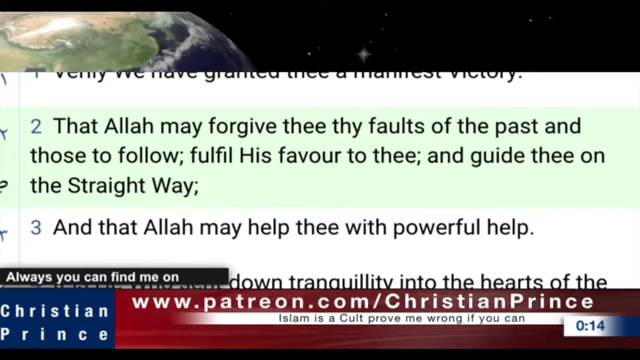 1 Verily We have granted thee a manifest Victory:
2 That Allah may forgive thee thy faults of the past and
those to follow; fulfil His favour to thee; and guide thee on
the Straight Way;
3 And that Allah may help thee with powerful help.
down tranquillity into the hearts of the
Always you can find me on
www.patreon.com/ChristianPrince
Christian
Prince
Islam is a Cult prove me wrong if you can
0:14